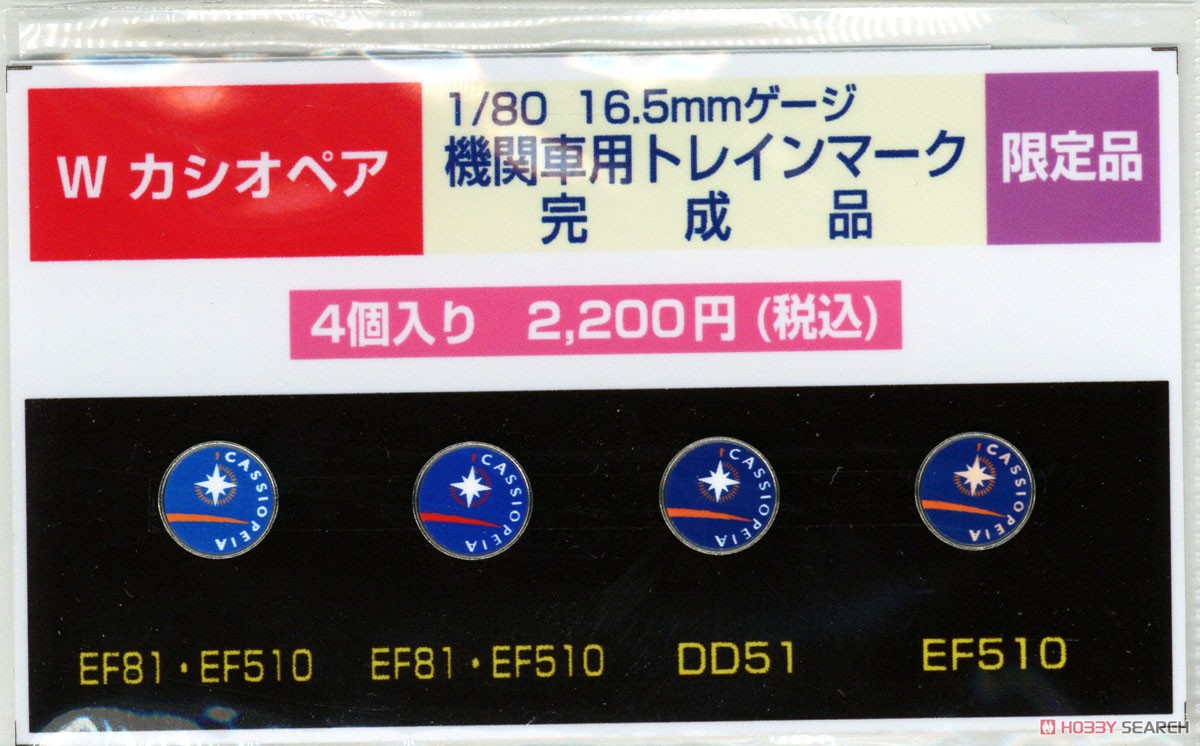 W カシオペア
1/80 16.5mmゲージ
機関車用トレインマーク
完成品
限定品
4個入り 2,200円 (税込)
CASSIOPEIA
CASSIOPEIA
CASSIOPEIA
CASSIOPEIA
EF81・EF510
EF81・EF510
DD51
EF510
HOBBY SEARCH